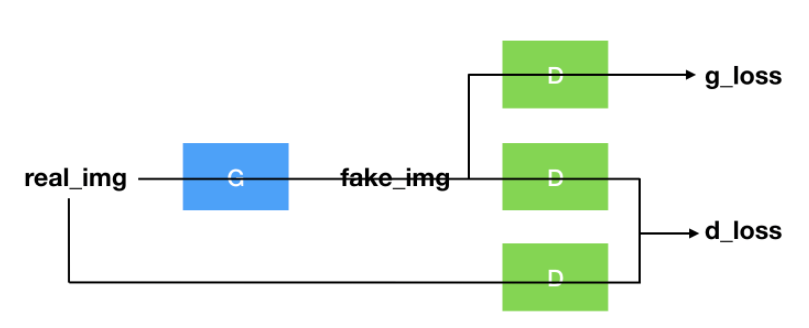 D
g_loss
real_img
G
fake_img
D
d_loss
D